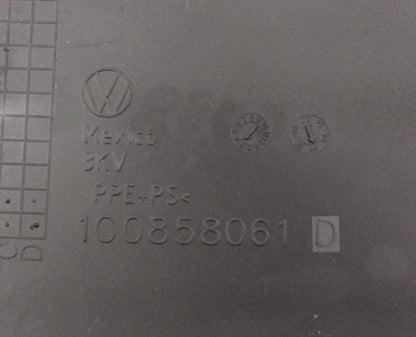 Mexico
3KV
PPE+PS<
1C0858061 D
C
D